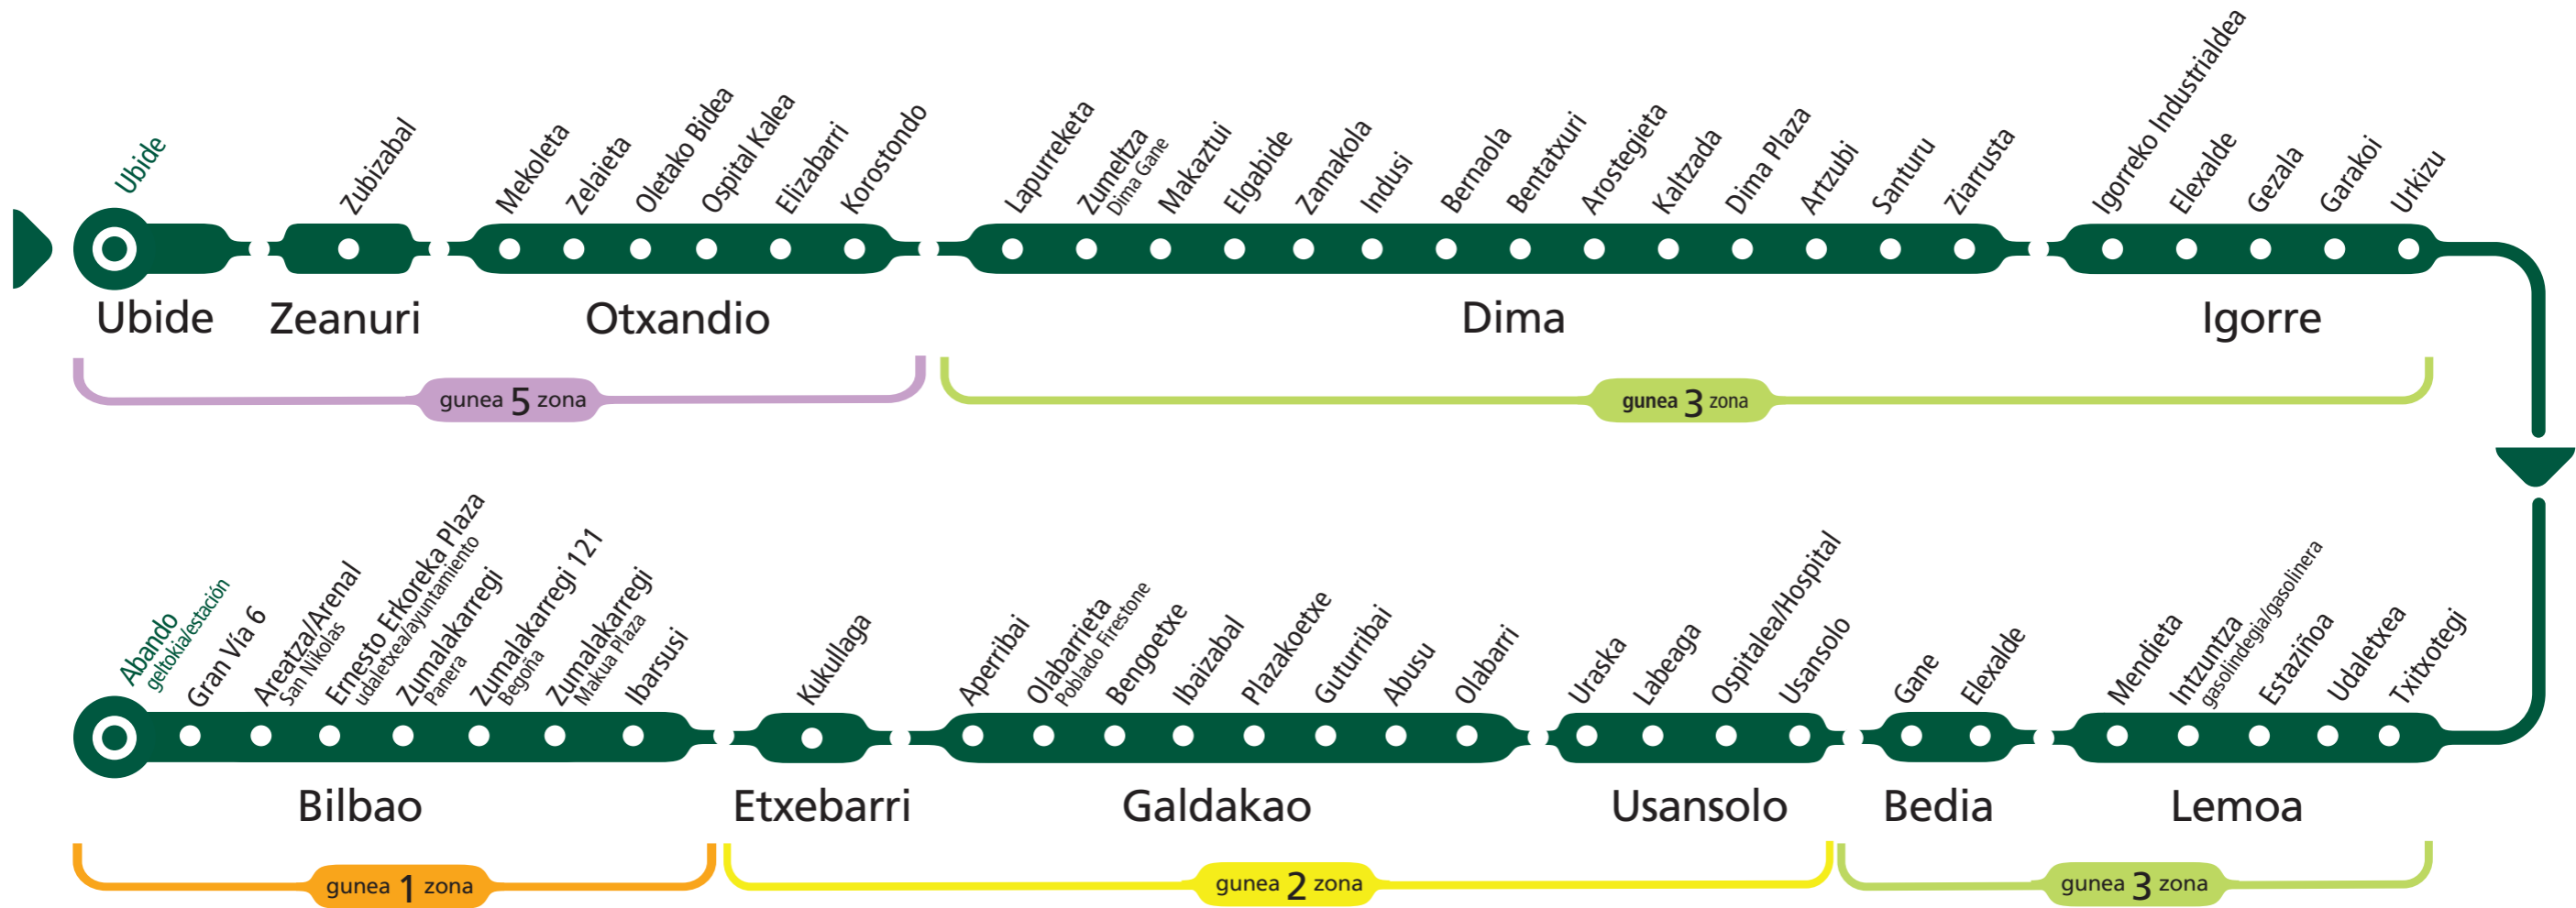 Ubide
Zubizabal
Mekoleta
Zelaieta
Oletako Bidea
Ospital Kalea
Elizabarri
Korostondo
Lapurreketa
Zumeltza
Dima Gane
Makaztui
Elgabide
Zamakola
Indusi
Bernaola
Bentatxuri
Arostegieta
Kaltzada
Dima Plaza
Artzubi
Santuru
Ziarrusta
Igorreko Industrialdea
Elexalde
Gezala
Garakoi
Urkizu
Ubide
Zeanuri
Otxandio
Dima
Igorre
gunea 5 zona
gunea 3 zona
Abando
geltokia/estación
Gran Vía 6
Areatza/Arenal
San Nikolas
Ernesto Erkoreka Plaza
udaletxea/ayuntamiento
Zumalakarregi
Panera
Zumalakarregi 121
Begoña
Zumalakarregi
Makua Plaza
Ibarsusi
Kukullaga
Aperribai
Olabarrieta
Poblado Firestone
Bengoetxe
Ibaizabal
Plazakoetxe
Guturribai
Abusu
Olabarri
Uraska
Labeaga
Ospitalea/Hospital
Usansolo
Gane
Elexalde
Mendieta
Intzuntza
gasolindegia/gasolinera
Estaziñoa
Udaletxea
Txitxotegi
Bilbao
Etxebarri
Galdakao
Usansolo
Bedia
Lemoa
gunea 1 zona
gunea 2 zona
gunea 3 zona